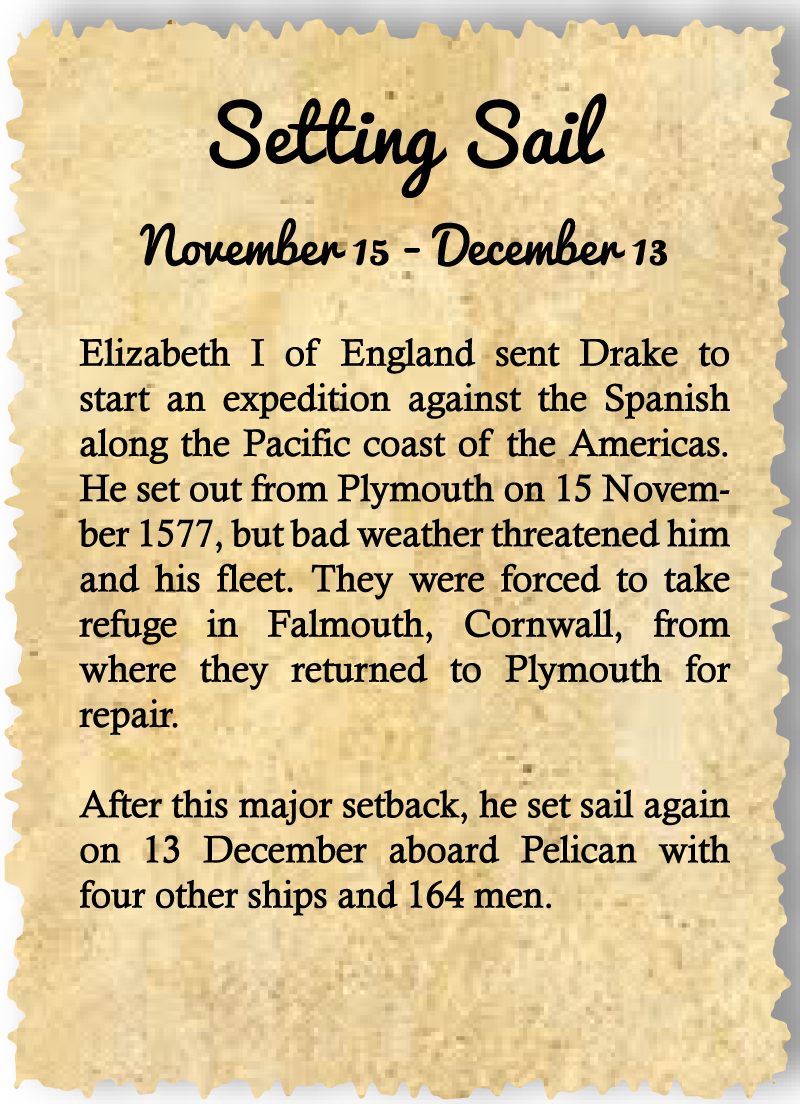 Setting Sail
November 15 - December 13
Elizabeth I of England sent Drake to
start an expedition against the Spanish
along the Pacific coast of the Americas.
He set out from Plymouth on 15 Novem-
ber 1577, but bad weather threatened him
and his fleet. They were forced to take
refuge in Falmouth, Cornwall, from
where they returned to Plymouth for
repair.
After this major setback, he set sail again
on 13 December aboard Pelican with
four other ships and 164 men.